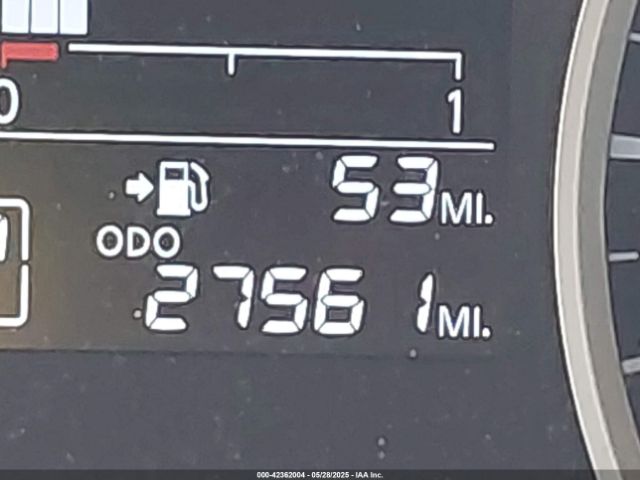 0 1
53 MI.
ODO
27561 MI.
000-42362004 - 05/28/2025 - IAA Inc.